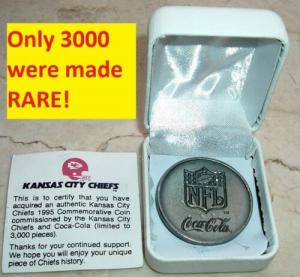 Only 3000
were made
RARE!
KANSAS CITY CHIEFS
This is to certify that you have
acquired an authentic Kansas City
Chiefs 1995 Commemorative Coin
commissioned by the Kansas City
Chiefs and Coca-Cola (limited to
3,000 pieces).
Thanks for your continued support.
We hope you will enjoy your unique
piece of Chiefs history.
NFL
Coca-Cola